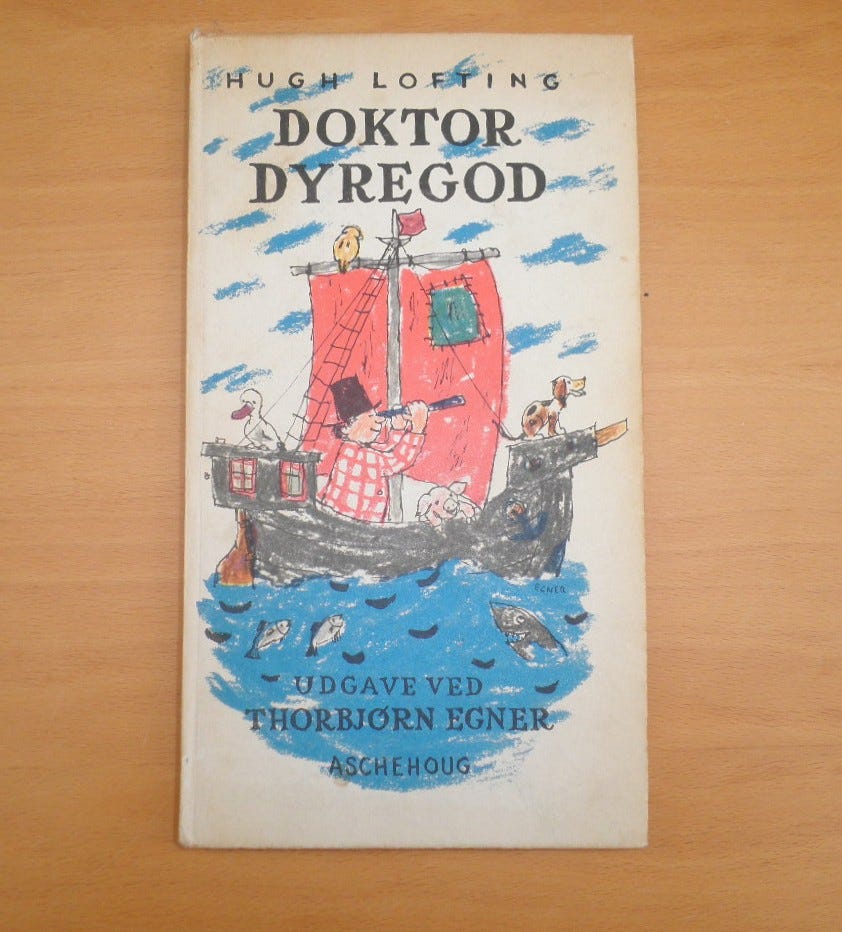 HUGH LOFTING
DOKTOR
DYREGOD
EGNER
UDGAVE VED
THORBJØRN EGNER
ASCHEHOUG